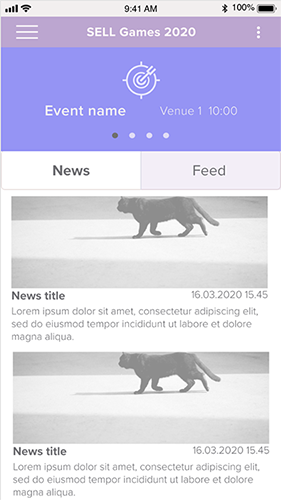 9:41 AM 100%
SELL Games 2020
Event name Venue 1 10:00
News Feed
News title 16.03.2020 15.45
Lorem ipsum dolor sit amet, consectetur adipiscing elit,
sed do eiusmod tempor incididunt ut labore et dolore
magna aliqua.
News title 16.03.2020 15.45
Lorem ipsum dolor sit amet, consectetur adipiscing elit,
sed do eiusmod tempor incididunt ut labore et dolore